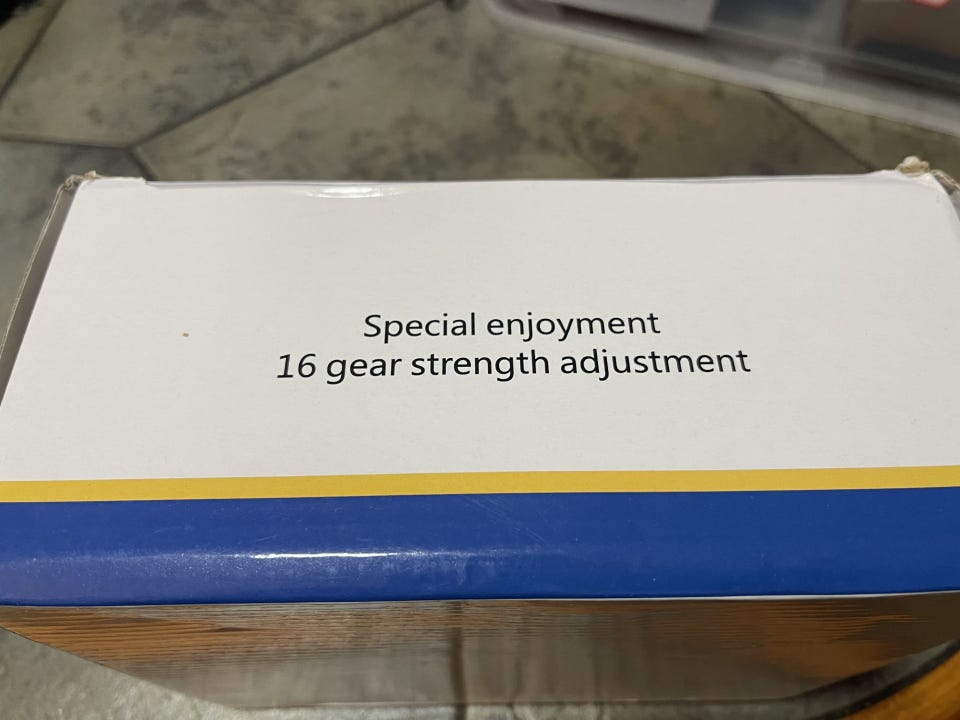 Special enjoyment
16 gear strength adjustment